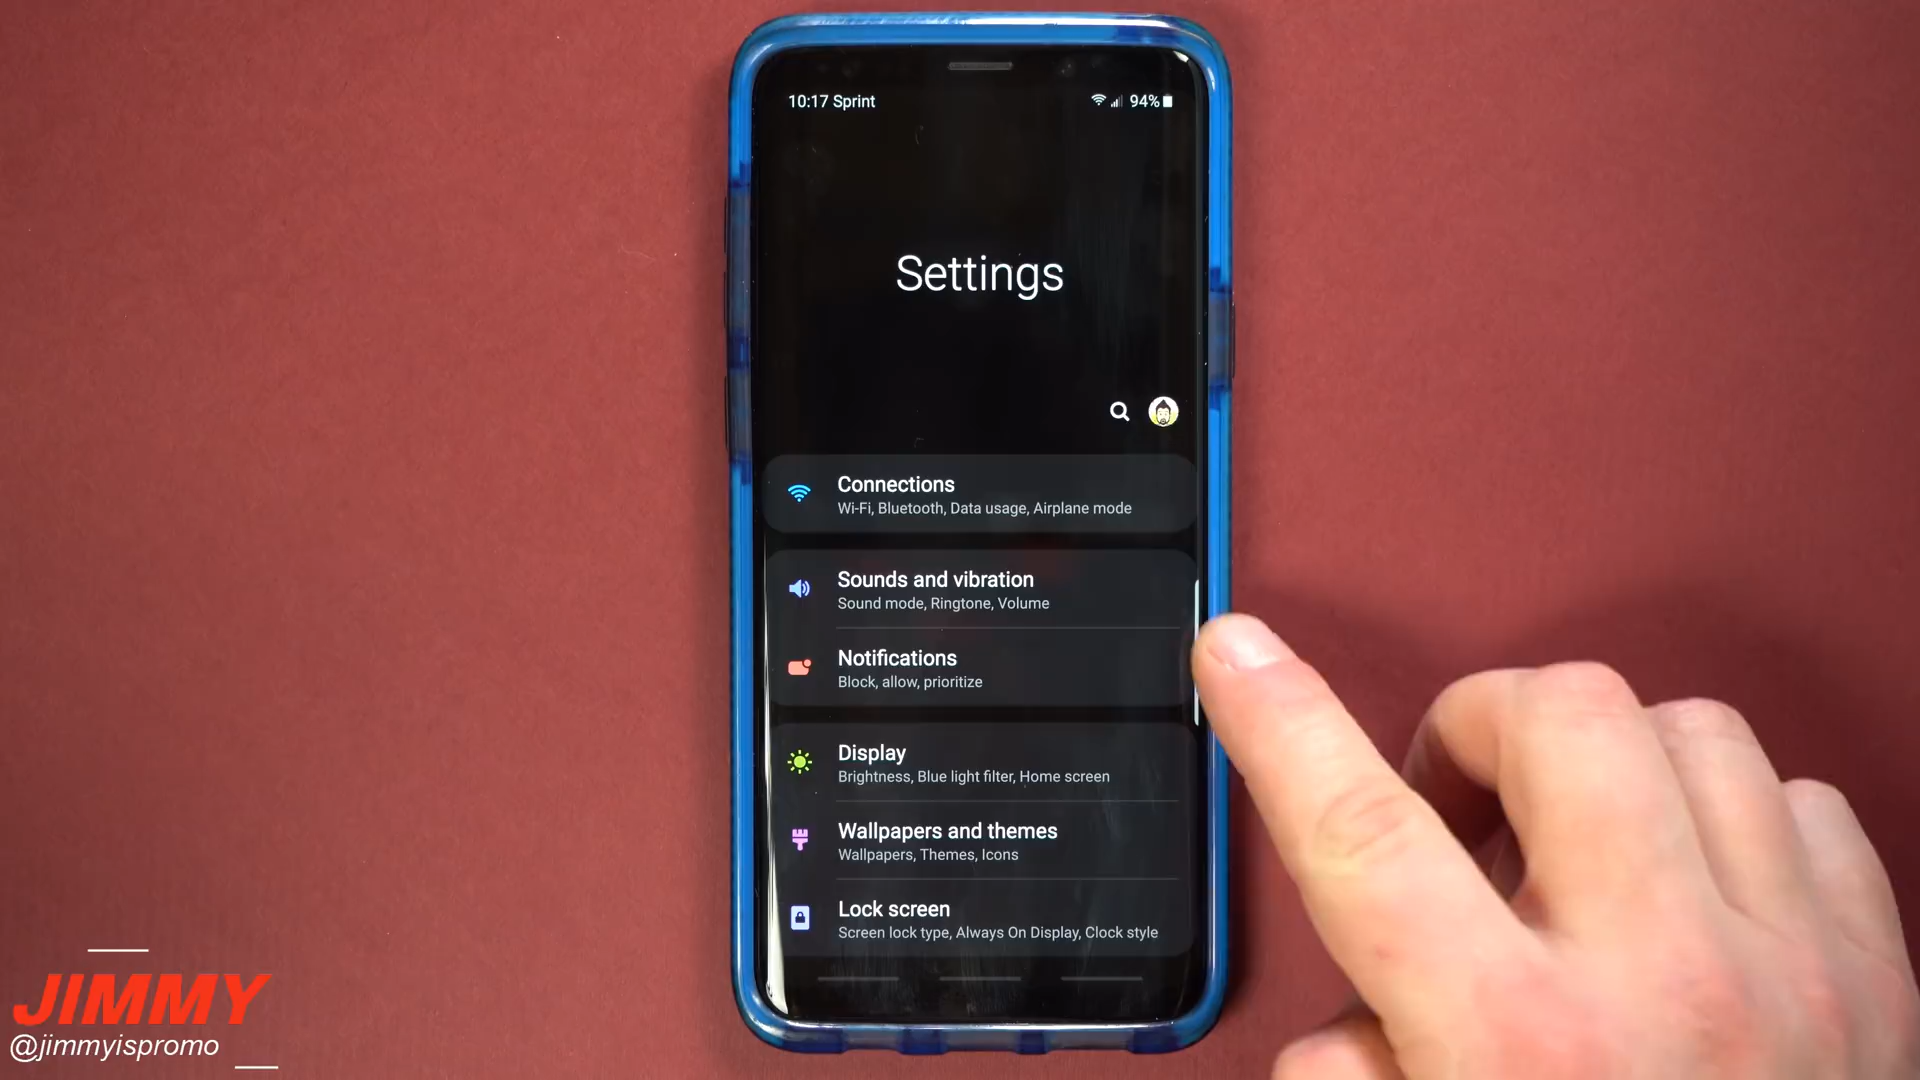 10:17 Sprint 94%
Settings
Connections
Wi-Fi, Bluetooth, Data usage, Airplane mode
Sounds and vibration
Sound mode, Ringtone, Volume
Notifications
Block, allow, prioritize
Display
Brightness, Blue light filter, Home screen
Wallpapers and themes
Wallpapers, Themes, Icons
Lock screen
Screen lock type, Always On Display, Clock style
JIMMY
@jimmyispromo